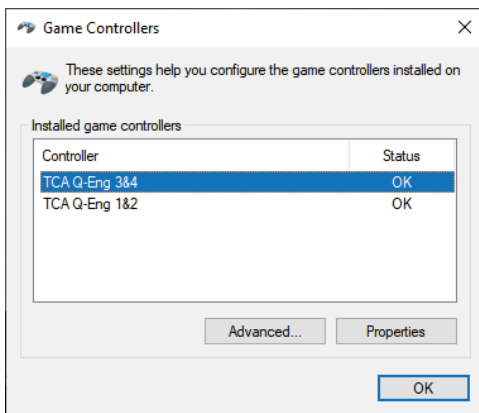 Game Controllers
These settings help you configure the game controllers installed on
your computer.
Installed game controllers
Controller Status
TCA Q-Eng 3&4 OK
TCA Q-Eng 1&2 OK
Advanced... Properties
OK